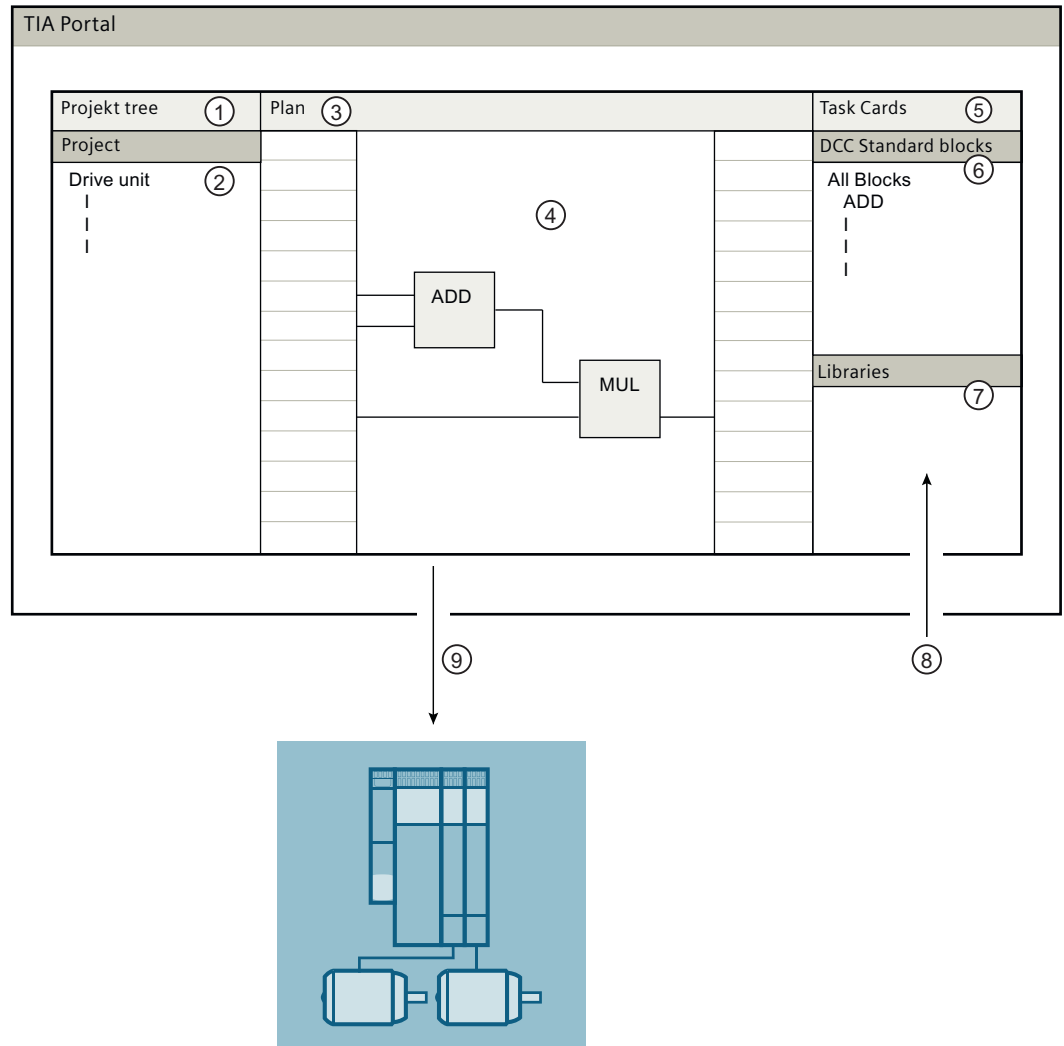 TIA Portal
Projekt tree ①
Plan ③
Task Cards ⑤
Project
DCC Standard blocks
⑥
Drive unit ②
|
|
|
④
All Blocks
ADD
|
|
|
ADD
MUL
Libraries
⑦
⑨
⑧